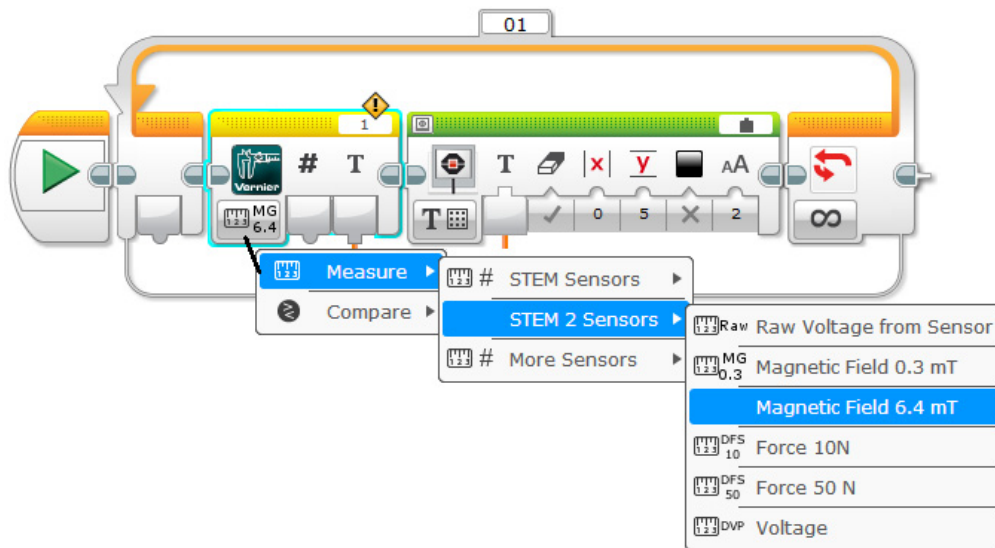 01
1
Vernier
# T
MG
6.4
T
T
x
y
AA
0
5
2
∞
Measure
Compare
# STEM Sensors
STEM 2 Sensors
# More Sensors
Raw Raw Voltage from Sensor
MG
0.3 Magnetic Field 0.3 mT
Magnetic Field 6.4 mT
DFS
10 Force 10N
DFS
50 Force 50 N
DVP Voltage